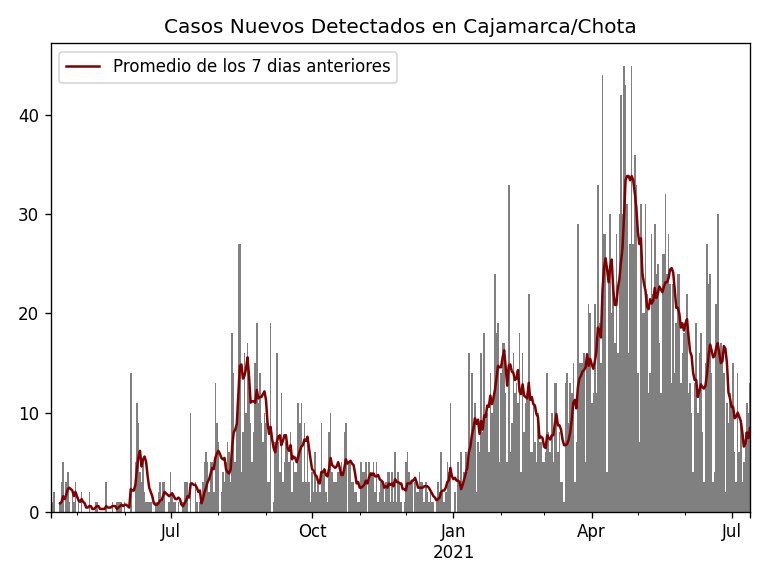 Casos Nuevos Detectados en Cajamarca/Chota
Promedio de los 7 dias anteriores
40
30
20
10
0
Jul
Oct
Jan
Apr
Jul
2021